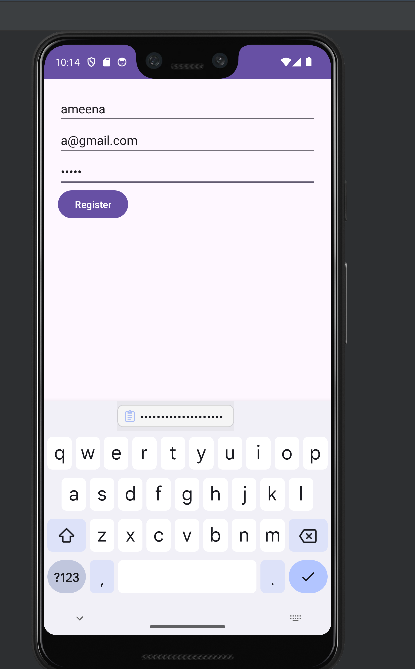 10:14
ameena
a@gmail.com
•••••
Register
••••••••••••••••••••
q w e r t y u i o p
a s d f g h j k l
z x c v b n m
?123 , .